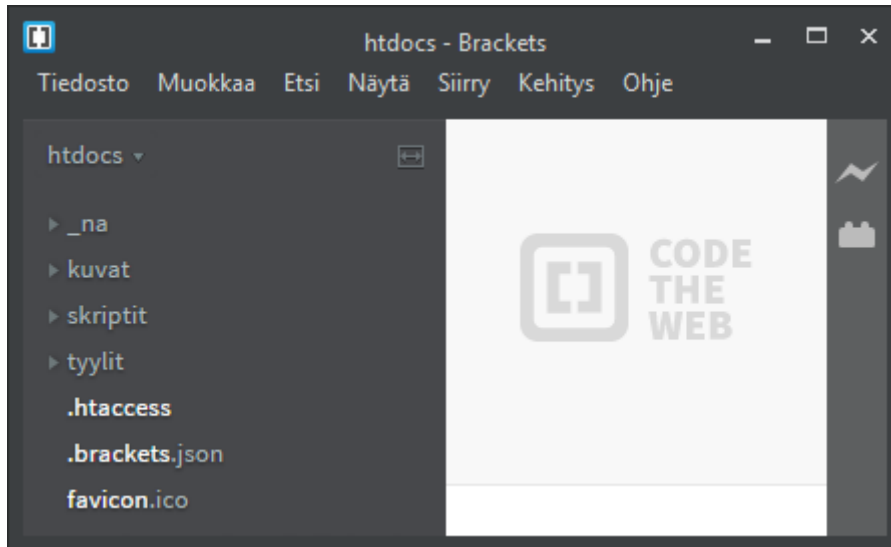 htdocs - Brackets
Tiedosto Muokkaa Etsi Näytä Siirry Kehitys Ohje
htdocs
_na
kuvat
skriptit
tyylit
.htaccess
.brackets.json
favicon.ico
CODE
THE
WEB